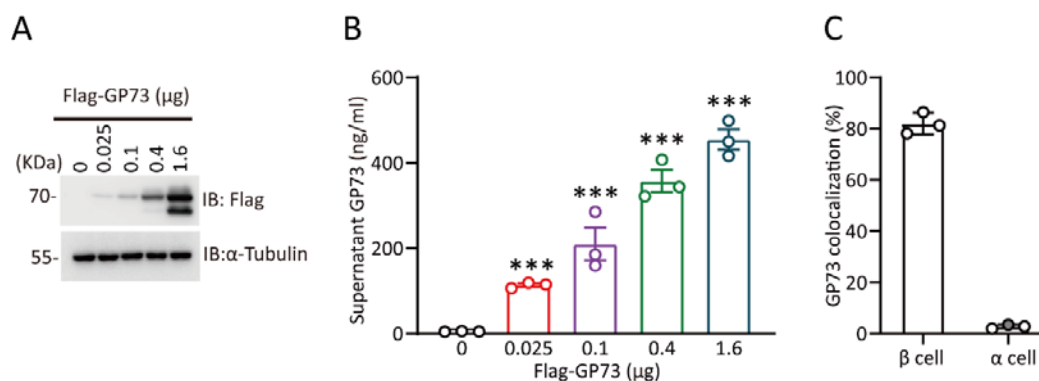 A
Flag-GP73 (μg)
(KDa)
0
0.025
0.1
0.4
1.6
70-
IB: Flag
55-
IB:α-Tubulin
B
Supernatant GP73 (ng/ml)
600
400
200
0
***
***
***
***
0 0.025 0.1 0.4 1.6
Flag-GP73 (μg)
C
GP73 colocalization (%)
100
80
60
40
20
0
β cell α cell